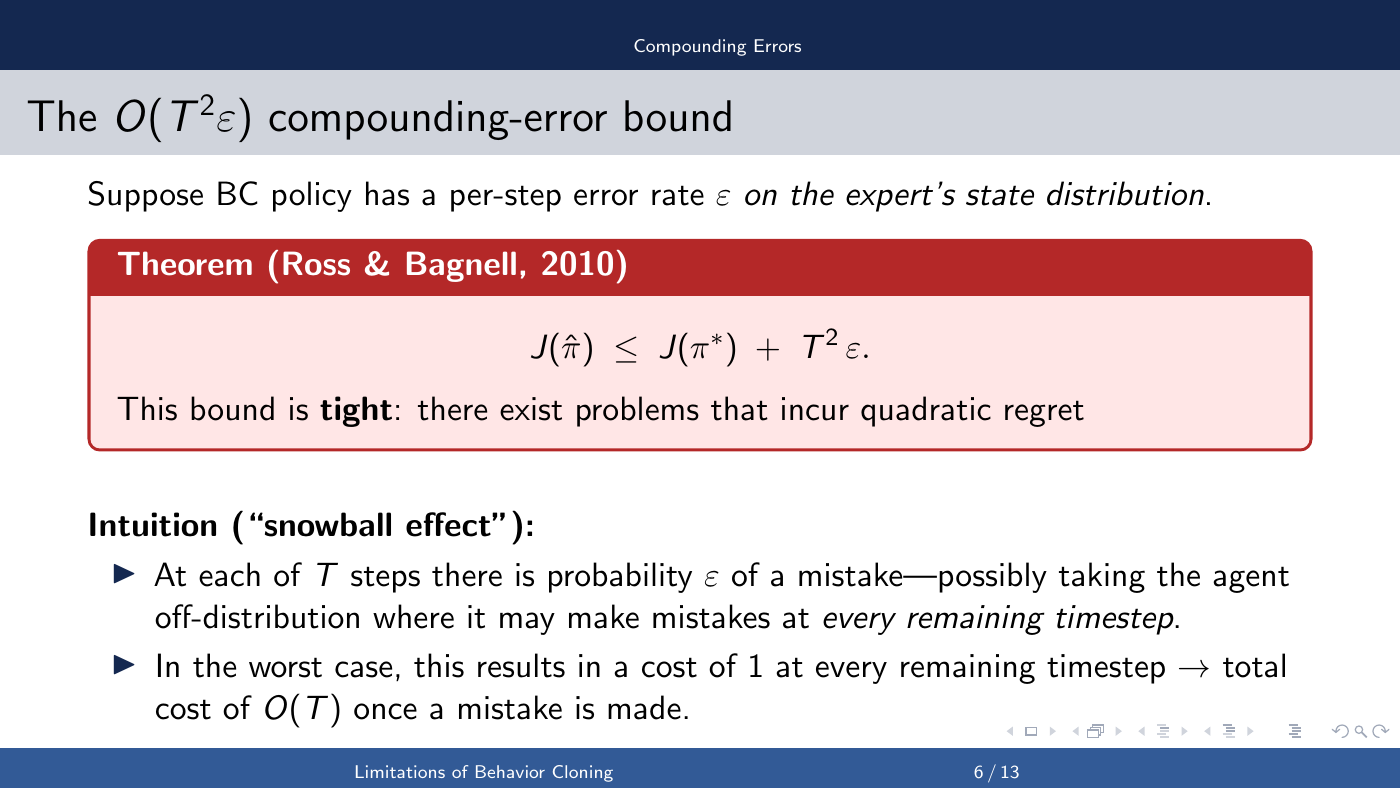 Compounding Errors
The O(T²ε) compounding-error bound
Suppose BC policy has a per-step error rate ε on the expert's state distribution.
Theorem (Ross & Bagnell, 2010)
J(π̂) ≤ J(π*) + T² ε.
This bound is tight: there exist problems that incur quadratic regret
Intuition (“snowball effect”):
▶ At each of T steps there is probability ε of a mistake—possibly taking the agent
off-distribution where it may make mistakes at every remaining timestep.
▶ In the worst case, this results in a cost of 1 at every remaining timestep → total
cost of O(T) once a mistake is made.
Limitations of Behavior Cloning
6 / 13